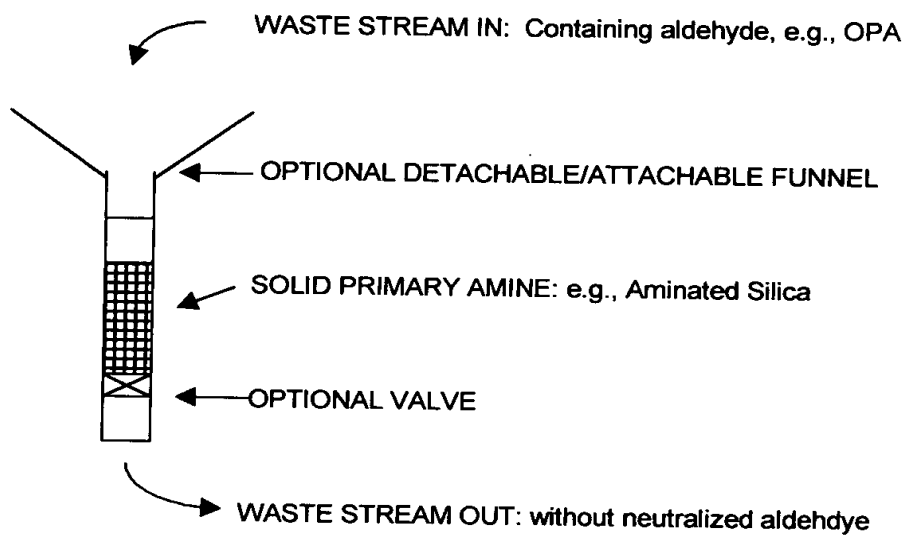 WASTE STREAM IN: Containing aldehyde, e.g., OPA
OPTIONAL DETACHABLE/ATTACHABLE FUNNEL
SOLID PRIMARY AMINE: e.g., Aminated Silica
OPTIONAL VALVE
WASTE STREAM OUT: without neutralized aldehdye